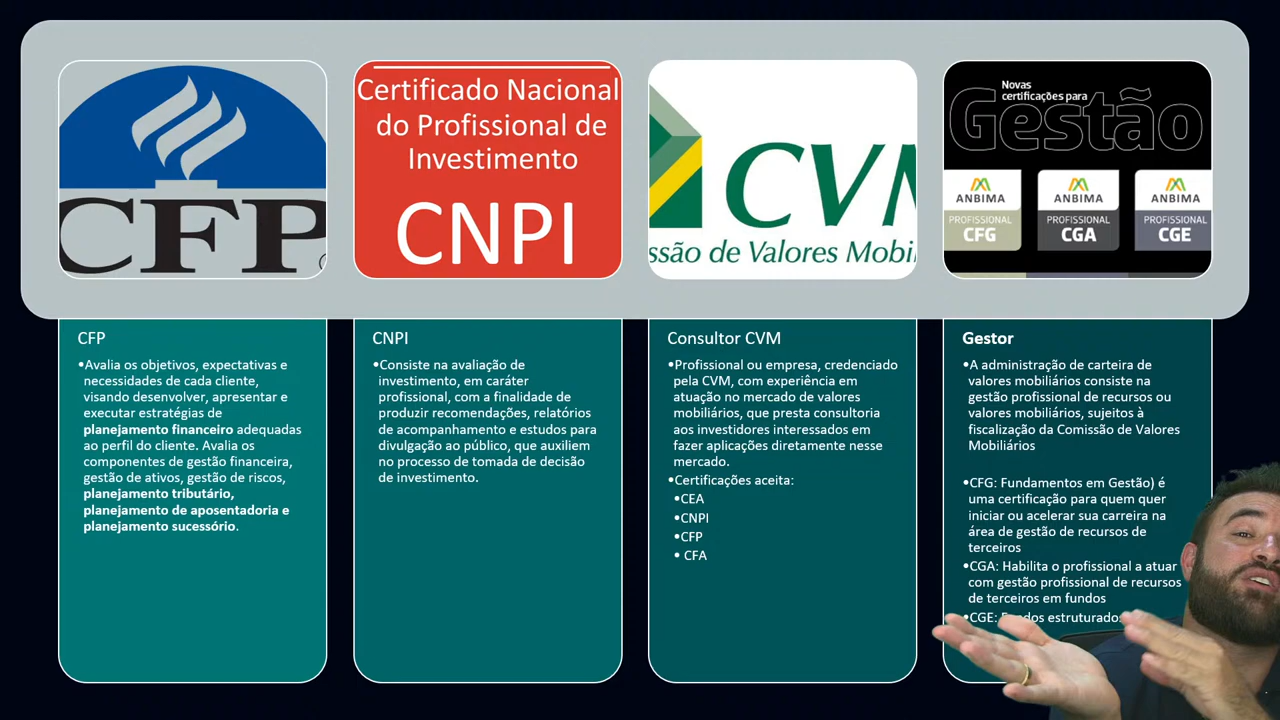 CFP
Certificado Nacional
do Profissional de
Investimento
CNPI
CVM
ssão de Valores Mobil
Novas
certificações para
Gestão
ANBIMA
PROFISSIONAL
CFG
ANBIMA
PROFISSIONAL
CGA
ANBIMA
PROFISSIONAL
CGE
CFP
•Avalia os objetivos, expectativas e
necessidades de cada cliente,
visando desenvolver, apresentar e
executar estratégias de
planejamento financeiro adequadas
ao perfil do cliente. Avalia os
componentes de gestão financeira,
gestão de ativos, gestão de riscos,
planejamento tributário,
planejamento de aposentadoria e
planejamento sucessório.
CNPI
•Consiste na avaliação de
investimento, em caráter
profissional, com a finalidade de
produzir recomendações, relatórios
de acompanhamento e estudos para
divulgação ao público, que auxiliem
no processo de tomada de decisão
de investimento.
Consultor CVM
•Profissional ou empresa, credenciado
pela CVM, com experiência em
atuação no mercado de valores
mobiliários, que presta consultoria
aos investidores interessados em
fazer aplicações diretamente nesse
mercado.
•Certificações aceita:
•CEA
•CNPI
•CFP
• CFA
Gestor
•A administração de carteira de
valores mobiliários consiste na
gestão profissional de recursos ou
valores mobiliários, sujeitos à
fiscalização da Comissão de Valores
Mobiliários
•CFG: Fundamentos em Gestão) é
uma certificação para quem quer
iniciar ou acelerar sua carreira na
área de gestão de recursos de
terceiros
•CGA: Habilita o profissional a atuar
com gestão profissional de recursos
de terceiros em fundos
•CGE: Fundos estruturados